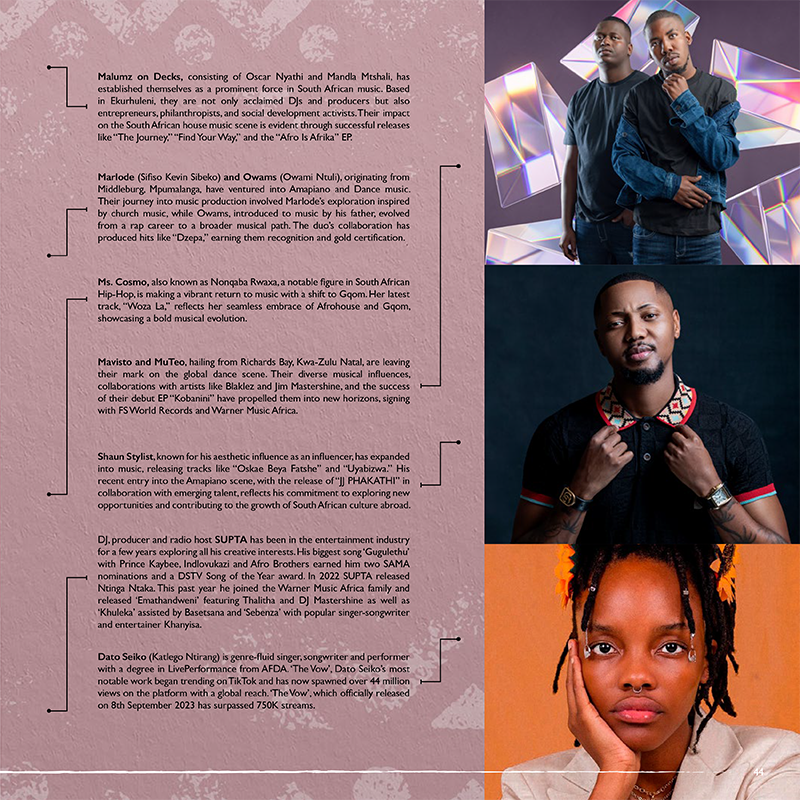 Malumz on Decks, consisting of Oscar Nyathi and Mandla Mtshali, has
established themselves as a prominent force in South African music. Based
in Ekurhuleni, they are not only acclaimed DJs and producers but also
entrepreneurs, philanthropists, and social development activists. Their impact
on the South African house music scene is evident through successful releases
like “The Journey,” “Find Your Way,” and the “Afro Is Afrika” EP.
Marlode (Sifiso Kevin Sibeko) and Owams (Owami Ntuli), originating from
Middleburg, Mpumalanga, have ventured into Amapiano and Dance music.
Their journey into music production involved Marlode’s exploration inspired
by church music, while Owams, introduced to music by his father, evolved
from a rap career to a broader musical path. The duo’s collaboration has
produced hits like “Dzepa,” earning them recognition and gold certification.
Ms. Cosmo, also known as Nonqaba Rwaxa, a notable figure in South African
Hip-Hop, is making a vibrant return to music with a shift to Gqom. Her latest
track, “Woza La,” reflects her seamless embrace of Afrohouse and Gqom,
showcasing a bold musical evolution.
Mavisto and MuTeo, hailing from Richards Bay, Kwa-Zulu Natal, are leaving
their mark on the global dance scene. Their diverse musical influences,
collaborations with artists like Blaklez and Jim Mastershine, and the success
of their debut EP “Kobanini” have propelled them into new horizons, signing
with FS World Records and Warner Music Africa.
Shaun Stylist, known for his aesthetic influence as an influencer, has expanded
into music, releasing tracks like “Oskae Beya Fatshe” and “Uyabizwa.” His
recent entry into the Amapiano scene, with the release of “JJ PHAKATHI” in
collaboration with emerging talent, reflects his commitment to exploring new
opportunities and contributing to the growth of South African culture abroad.
DJ, producer and radio host SUPTA has been in the entertainment industry
for a few years exploring all his creative interests. His biggest song ‘Gugulethu’
with Prince Kaybee, Indlovukazi and Afro Brothers earned him two SAMA
nominations and a DSTV Song of the Year award. In 2022 SUPTA released
Ntinga Ntaka. This past year he joined the Warner Music Africa family and
released ‘Emathandweni’ featuring Thalitha and DJ Mastershine as well as
‘Khuleka’ assisted by Basetsana and ‘Sebenza’ with popular singer-songwriter
and entertainer Khanyisa.
Dato Seiko (Katlego Ntirang) is genre-fluid singer, songwriter and performer
with a degree in LivePerformance from AFDA. ‘The Vow’, Dato Seiko’s most
notable work began trending on TikTok and has now spawned over 44 million
views on the platform with a global reach. ‘The Vow’, which officially released
on 8th September 2023 has surpassed 750K streams.
44